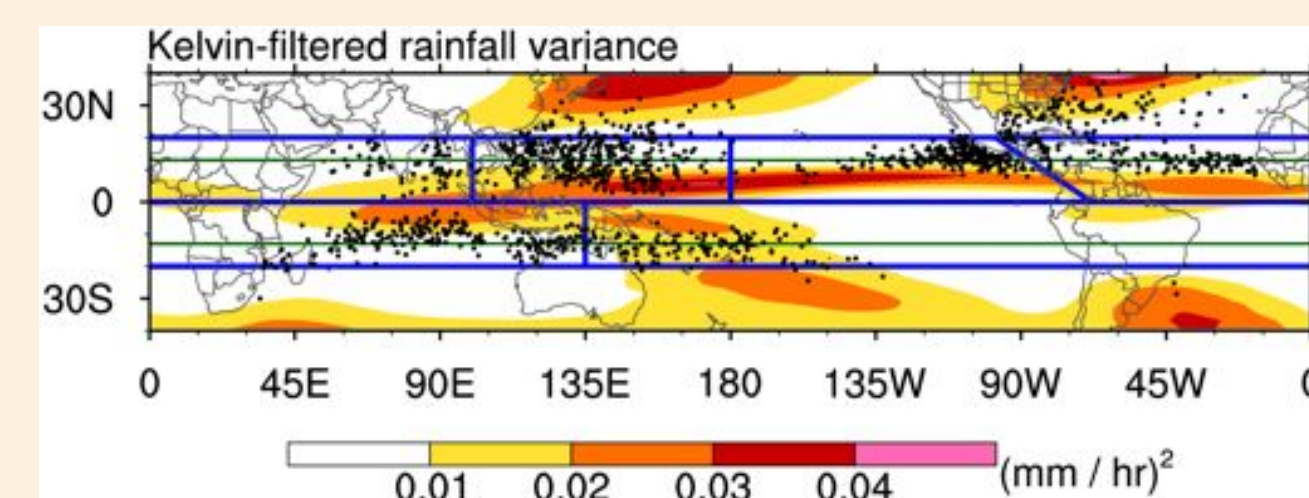 Kelvin-filtered rainfall variance
30N
0
30S
0 45E 90E 135E 180 135W 90W 45W
0.01 0.02 0.03 0.04 (mm / hr)²